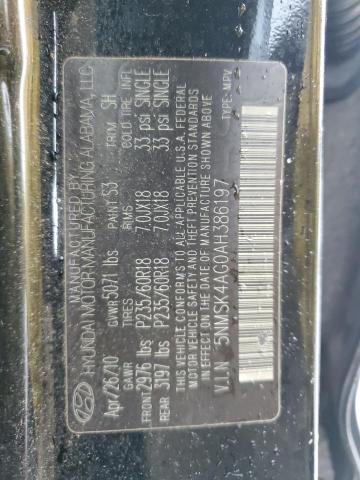 MANUFACTURED BY
HYUNDAI MOTOR MANUFACTURING ALABAMA, LLC
Apr/26/10 GVWR 5071 lbs PAINT S3 TRIM SH
GAWR TIRES RIMS COLD TIRE INFL.
FRONT 2976 lbs P235/60R18 7.0JX18 33 psi SINGLE
REAR 3197 lbs P235/60R18 7.0JX18 33 psi SINGLE
THIS VEHICLE CONFORMS TO ALL APPLICABLE U.S.A. FEDERAL
MOTOR VEHICLE SAFETY AND THEFT PREVENTION STANDARDS
IN EFFECT ON THE DATE OF MANUFACTURE SHOWN ABOVE.
V.I.N: 5NMSK4AG0AH386197 TYPE: MPV